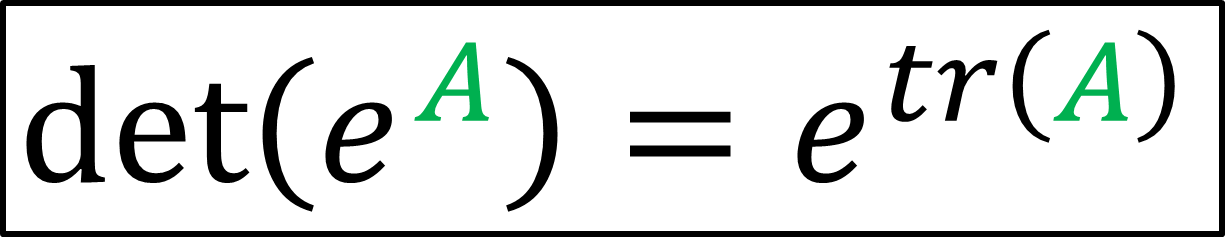 det(e^A) = e^{tr(A)}